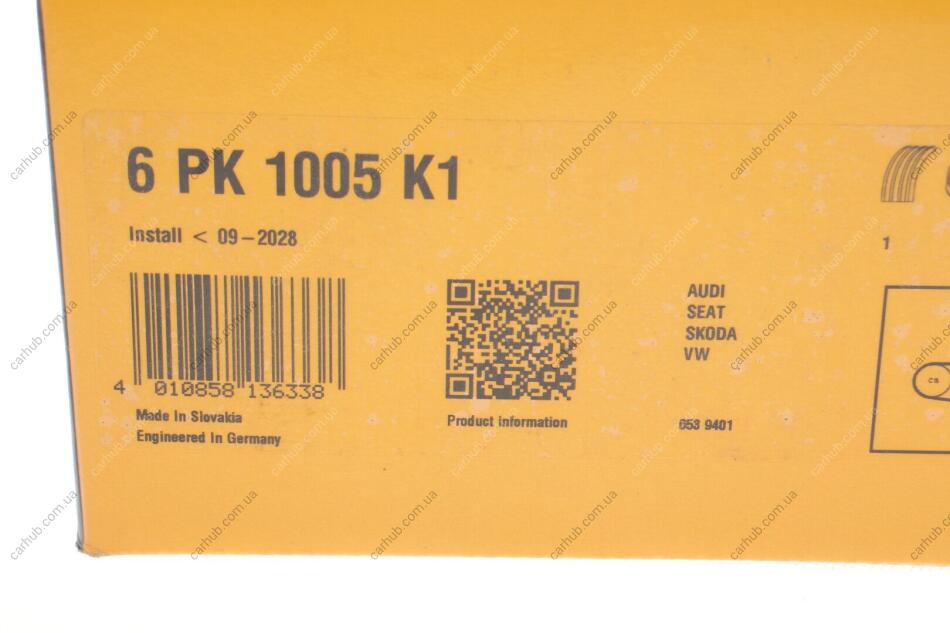 6 PK 1005 K1
Install < 09-2028
1
4 010858 136338
Made In Slovakia
Engineered In Germany
Product information
AUDI
SEAT
SKODA
VW
653 9401
CS
carhub.com.ua